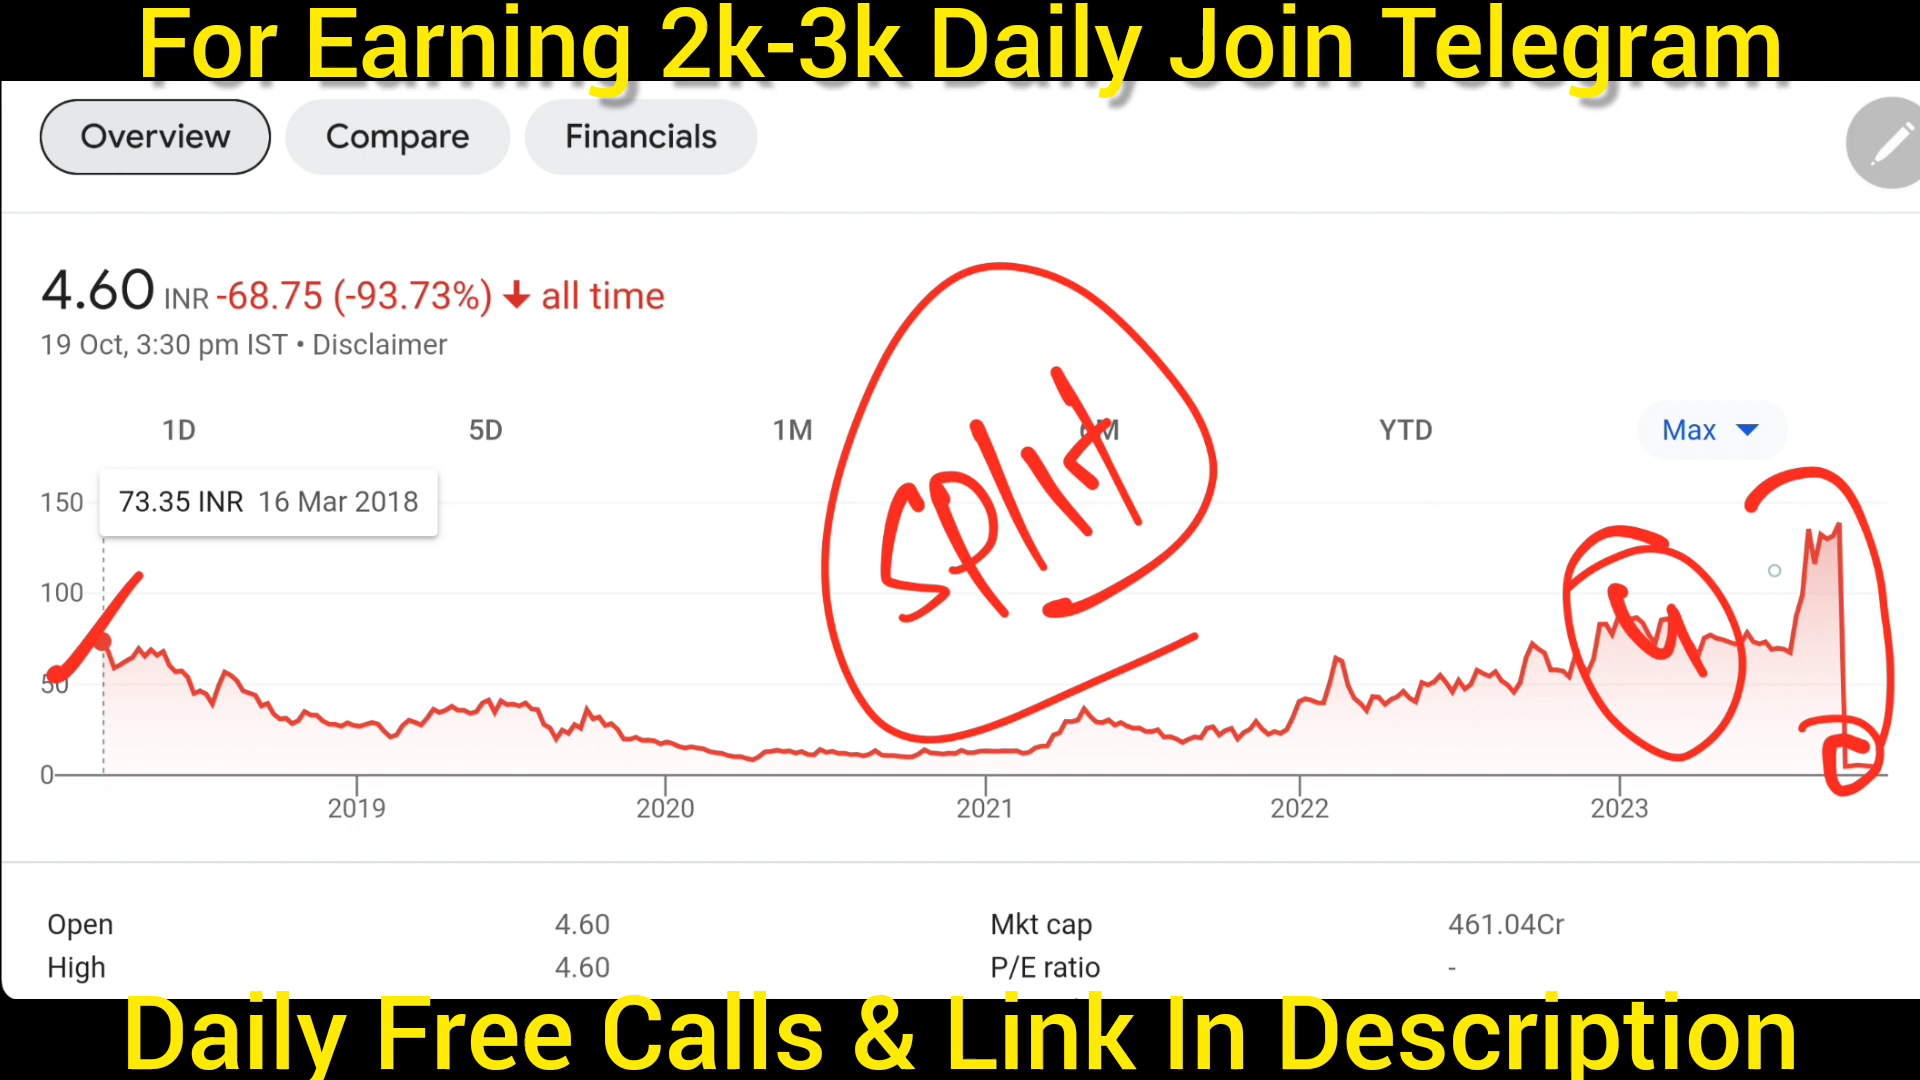 For Earning 2k-3k Daily Join Telegram
Overview Compare Financials
4.60 INR -68.75 (-93.73%) ↓ all time
19 Oct, 3:30 pm IST • Disclaimer
1D 5D 1M 6M YTD Max
73.35 INR 16 Mar 2018
split
150
100
50
0
2019 2020 2021 2022 2023
Open 4.60 Mkt cap 461.04Cr
High 4.60 P/E ratio -
Daily Free Calls & Link In Description